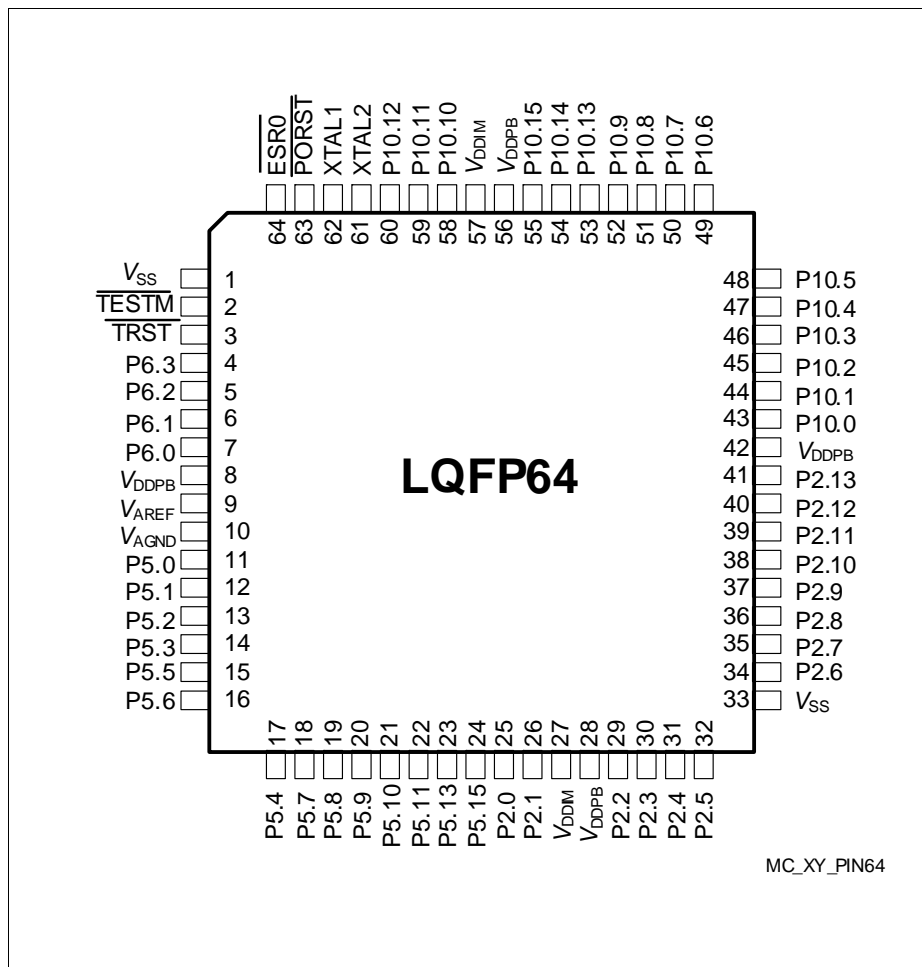 ESR0
PORST
XTAL1
XTAL2
P10.12
P10.11
P10.10
VDDIM
VDDPB
P10.15
P10.14
P10.13
P10.9
P10.8
P10.7
P10.6
64 63 62 61 60 59 58 57 56 55 54 53 52 51 50 49
VSS 1
TESTM 2
TRST 3
P6.3 4
P6.2 5
P6.1 6
P6.0 7
VDDPB 8
VAREF 9
VAGND 10
P5.0 11
P5.1 12
P5.2 13
P5.3 14
P5.5 15
P5.6 16
LQFP64
48 P10.5
47 P10.4
46 P10.3
45 P10.2
44 P10.1
43 P10.0
42 VDDPB
41 P2.13
40 P2.12
39 P2.11
38 P2.10
37 P2.9
36 P2.8
35 P2.7
34 P2.6
33 VSS
17 18 19 20 21 22 23 24 25 26 27 28 29 30 31 32
P5.4
P5.7
P5.8
P5.9
P5.10
P5.11
P5.13
P5.15
P2.0
P2.1
VDDIM
VDDPB
P2.2
P2.3
P2.4
P2.5
MC_XY_PIN64